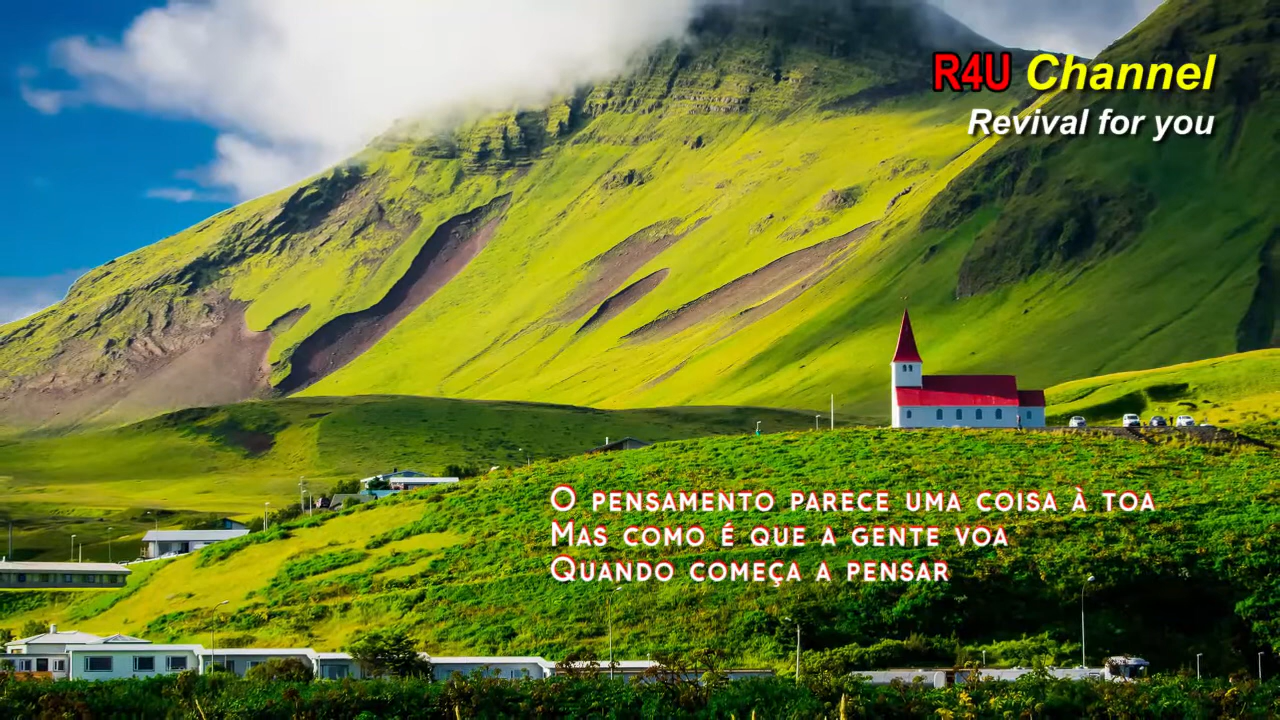 R4U Channel
Revival for you
O PENSAMENTO PARECE UMA COISA À TOA
MAS COMO É QUE A GENTE VOA
QUANDO COMEÇA A PENSAR